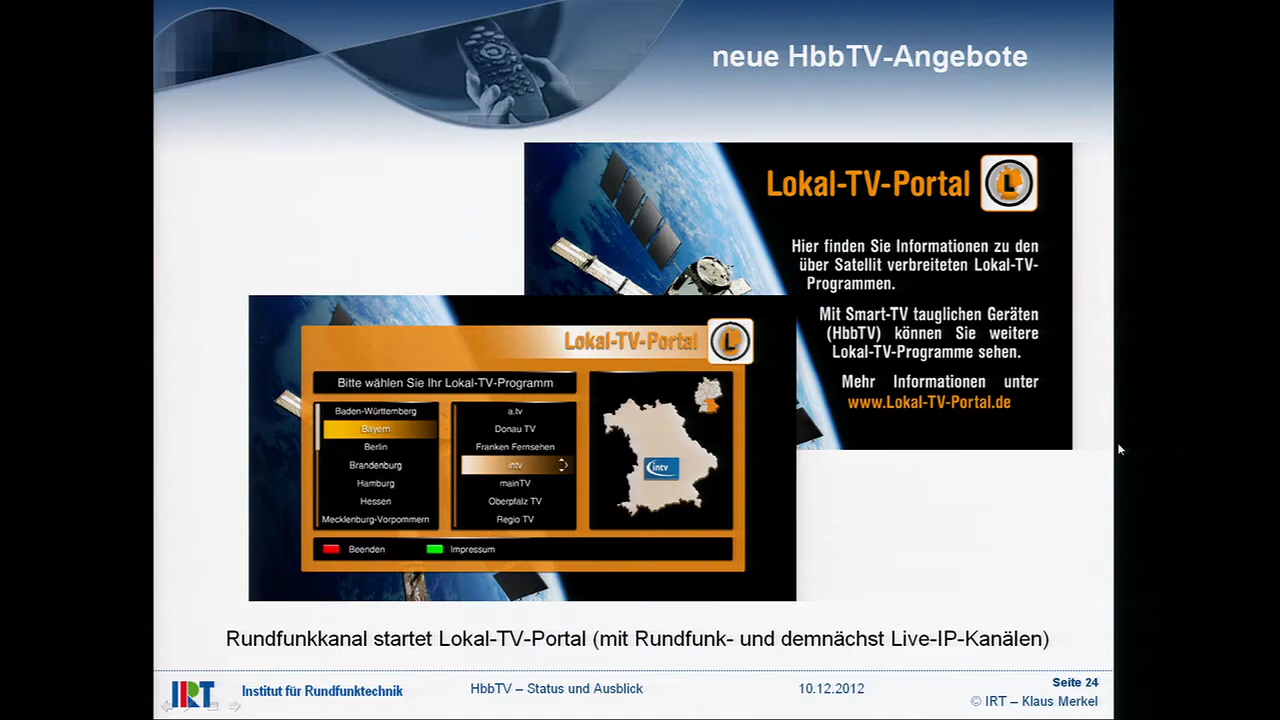 neue HbbTV-Angebote
Lokal-TV-Portal
L
Hier finden Sie Informationen zu den
über Satellit verbreiteten Lokal-TV-
Programmen.
Mit Smart-TV tauglichen Geräten
(HbbTV) können Sie weitere
Lokal-TV-Programme sehen.
Mehr Informationen unter
www.Lokal-TV-Portal.de
Lokal-TV-Portal
L
Bitte wählen Sie Ihr Lokal-TV-Programm
Baden-Württemberg
Bayern
Berlin
Brandenburg
Hamburg
Hessen
Mecklenburg-Vorpommern
a.tv
Donau TV
Franken Fernsehen
intv
mainTV
Oberpfalz TV
Regio TV
intv
Beenden
Impressum
Rundfunkkanal startet Lokal-TV-Portal (mit Rundfunk- und demnächst Live-IP-Kanälen)
IRT
Institut für Rundfunktechnik
HbbTV – Status und Ausblick
10.12.2012
Seite 24
© IRT – Klaus Merkel